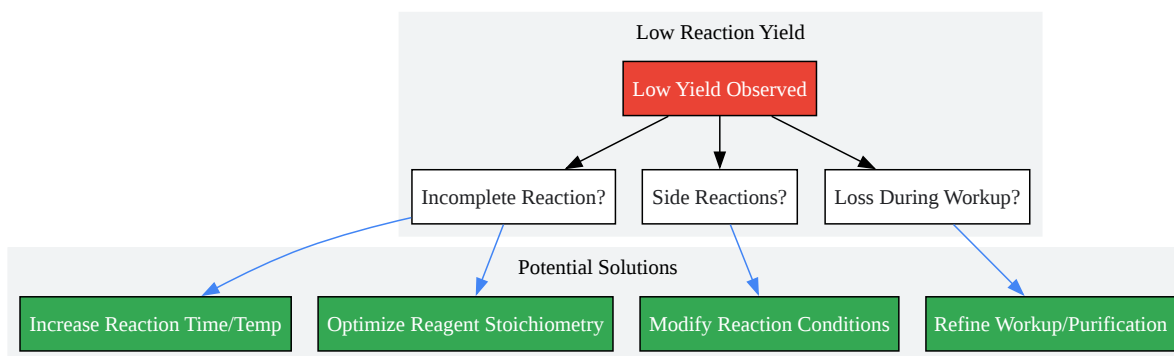 Low Reaction Yield
Low Yield Observed
Incomplete Reaction?
Side Reactions?
Loss During Workup?
Potential Solutions
Increase Reaction Time/Temp
Optimize Reagent Stoichiometry
Modify Reaction Conditions
Refine Workup/Purification